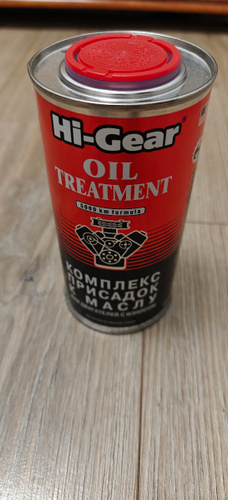 Hi-Gear
OIL
TREATMENT
КОМПЛЕКС
ПРИСАДОК
К МАСЛУ